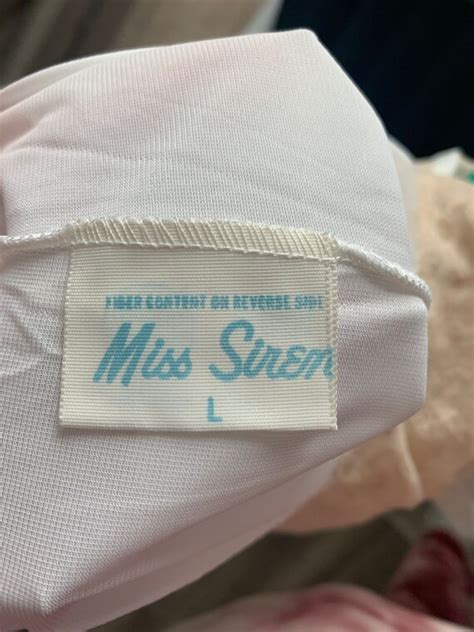 FIBER CONTENT ON REVERSE SIDE
Miss Siren
L